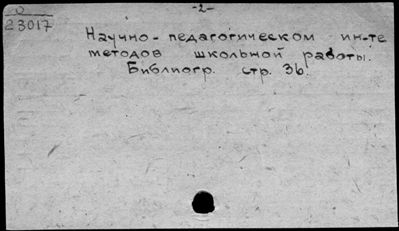 -2-
О
23017
Научно-педагогическом ин-те
методов школьной работы.
Библиогр. стр. 36.